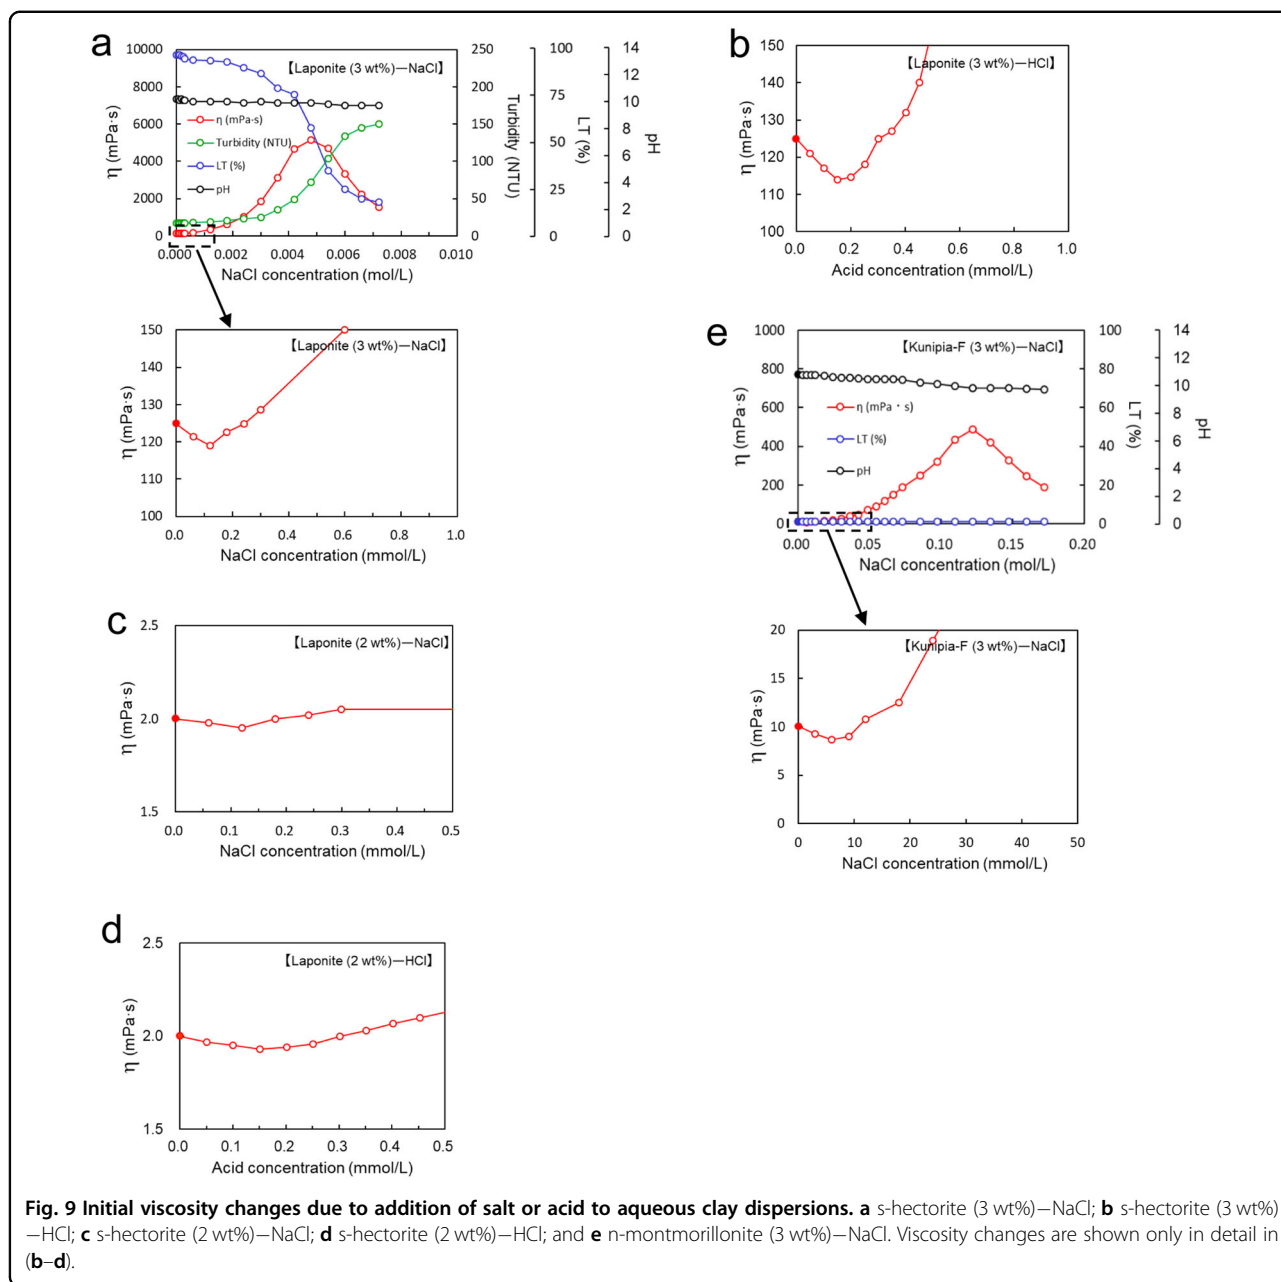 a
10000
8000
6000
4000
2000
0
η (mPa·s)
【Laponite (3 wt%)—NaCl】
η (mPa·s)
Turbidity (NTU)
LT (%)
pH
0.000 0.002 0.004 0.006 0.008 0.010
NaCl concentration (mol/L)
250
200
150
100
50
0
Turbidity (NTU)
100
75
50
25
0
LT (%)
14
12
10
8
6
4
2
0
pH
150
140
130
120
110
100
η (mPa·s)
【Laponite (3 wt%)—NaCl】
0.0 0.2 0.4 0.6 0.8 1.0
NaCl concentration (mmol/L)
b
150
140
130
120
110
100
η (mPa·s)
【Laponite (3 wt%)—HCl】
0.0 0.2 0.4 0.6 0.8 1.0
Acid concentration (mmol/L)
c
2.5
2.0
1.5
η (mPa·s)
【Laponite (2 wt%)—NaCl】
0.0 0.1 0.2 0.3 0.4 0.5
NaCl concentration (mmol/L)
d
2.5
2.0
1.5
η (mPa·s)
【Laponite (2 wt%)—HCl】
0.0 0.1 0.2 0.3 0.4 0.5
Acid concentration (mmol/L)
e
1000
800
600
400
200
0
η (mPa·s)
【Kunipia-F (3 wt%)—NaCl】
η (mPa・s)
LT (%)
pH
0.00 0.05 0.10 0.15 0.20
NaCl concentration (mol/L)
100
80
60
40
20
0
LT (%)
14
12
10
8
6
4
2
0
pH
20
15
10
5
0
η (mPa·s)
【Kunipia-F (3 wt%)—NaCl】
0 10 20 30 40 50
NaCl concentration (mmol/L)
Fig. 9 Initial viscosity changes due to addition of salt or acid to aqueous clay dispersions. a s-hectorite (3 wt%)—NaCl; b s-hectorite (3 wt%)
—HCl; c s-hectorite (2 wt%)—NaCl; d s-hectorite (2 wt%)—HCl; and e n-montmorillonite (3 wt%)—NaCl. Viscosity changes are shown only in detail in
(b–d).